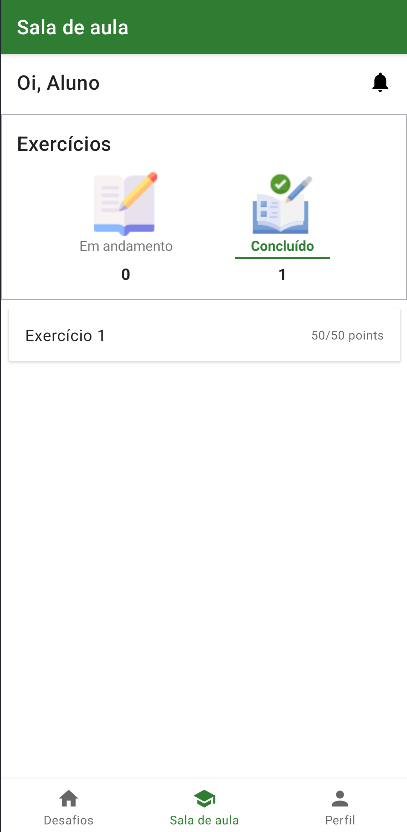 Sala de aula
Oi, Aluno
Exercícios
Em andamento
Concluído
0
1
Exercício 1
50/50 points
Desafios
Sala de aula
Perfil